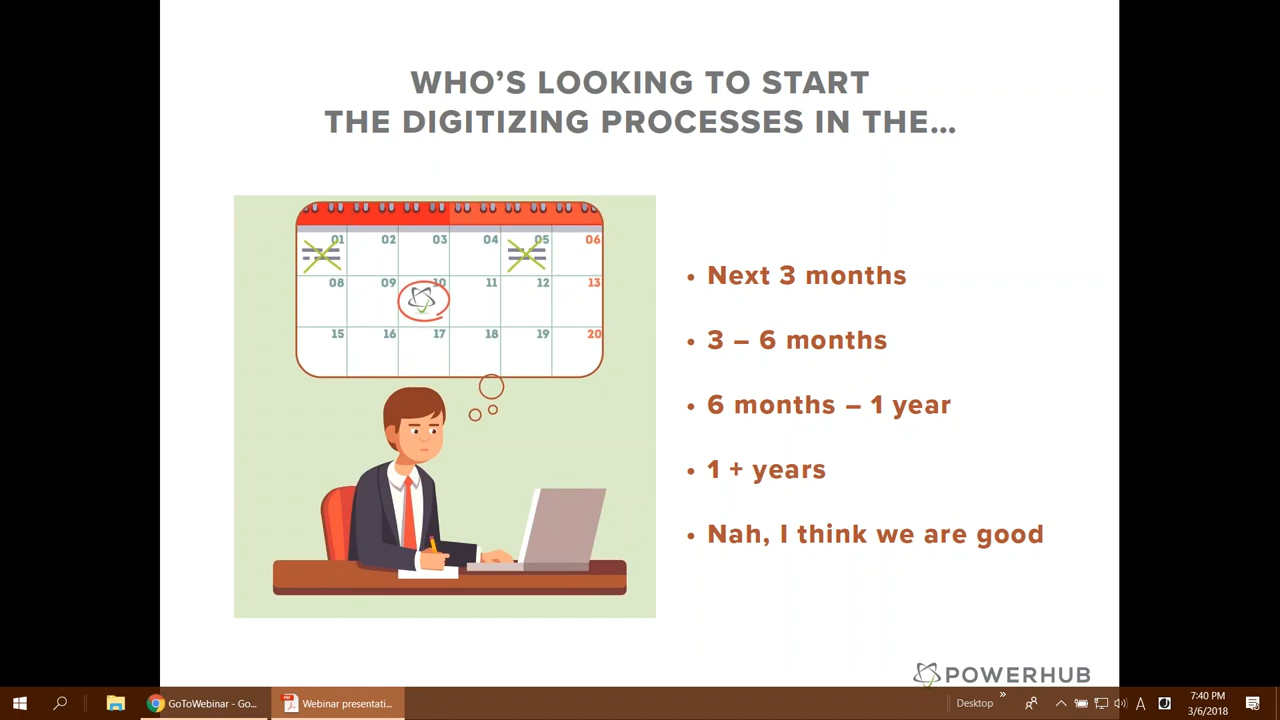 WHO'S LOOKING TO START
THE DIGITIZING PROCESSES IN THE...
01 02 03 04 05 06
08 09 10 11 12 13
15 16 17 18 19 20
• Next 3 months
• 3 – 6 months
• 6 months – 1 year
• 1 + years
• Nah, I think we are good
POWERHUB
GoToWebinar - Go...
Webinar presentati...
Desktop
»
A
7:40 PM
3/6/2018